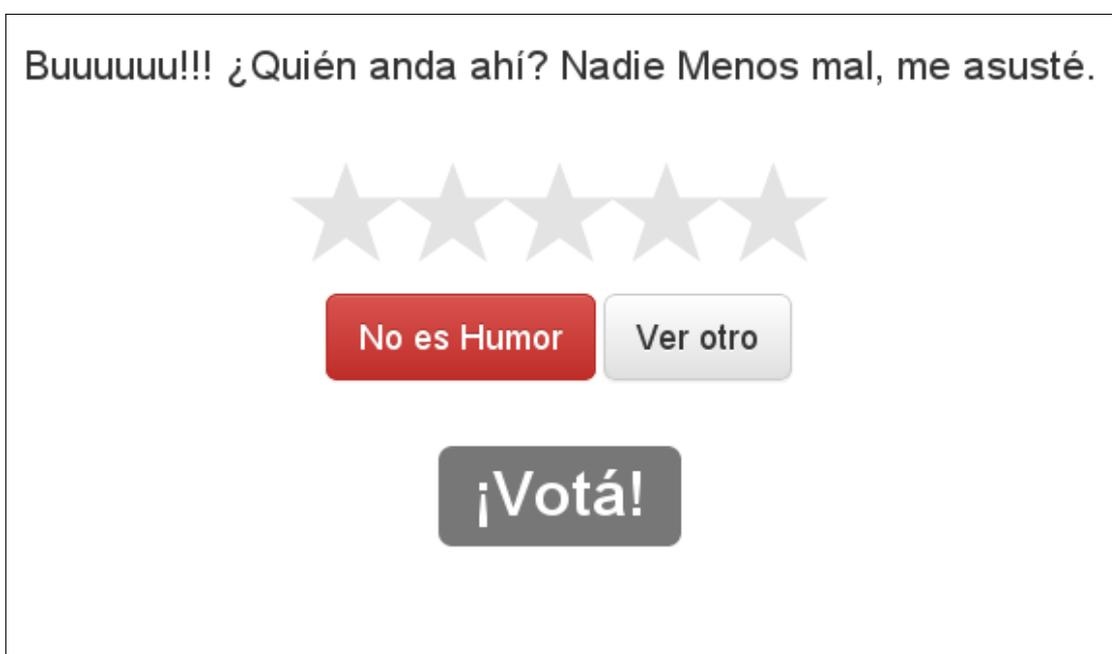 Buuuuuu!!! ¿Quién anda ahí? Nadie Menos mal, me asusté.
No es Humor
Ver otro
¡Votá!